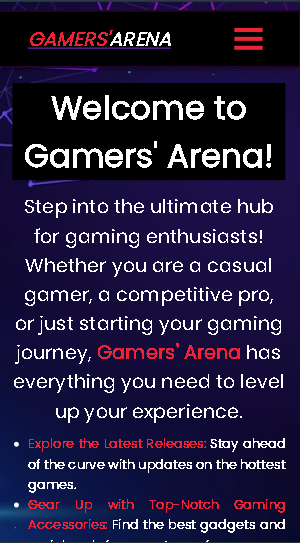 GAMERS'ARENA
Welcome to
Gamers' Arena!
Step into the ultimate hub
for gaming enthusiasts!
Whether you are a casual
gamer, a competitive pro,
or just starting your gaming
journey, Gamers' Arena has
everything you need to level
up your experience.
Explore the Latest Releases: Stay ahead
of the curve with updates on the hottest
games.
Gear Up with Top-Notch Gaming
Accessories: Find the best gadgets and